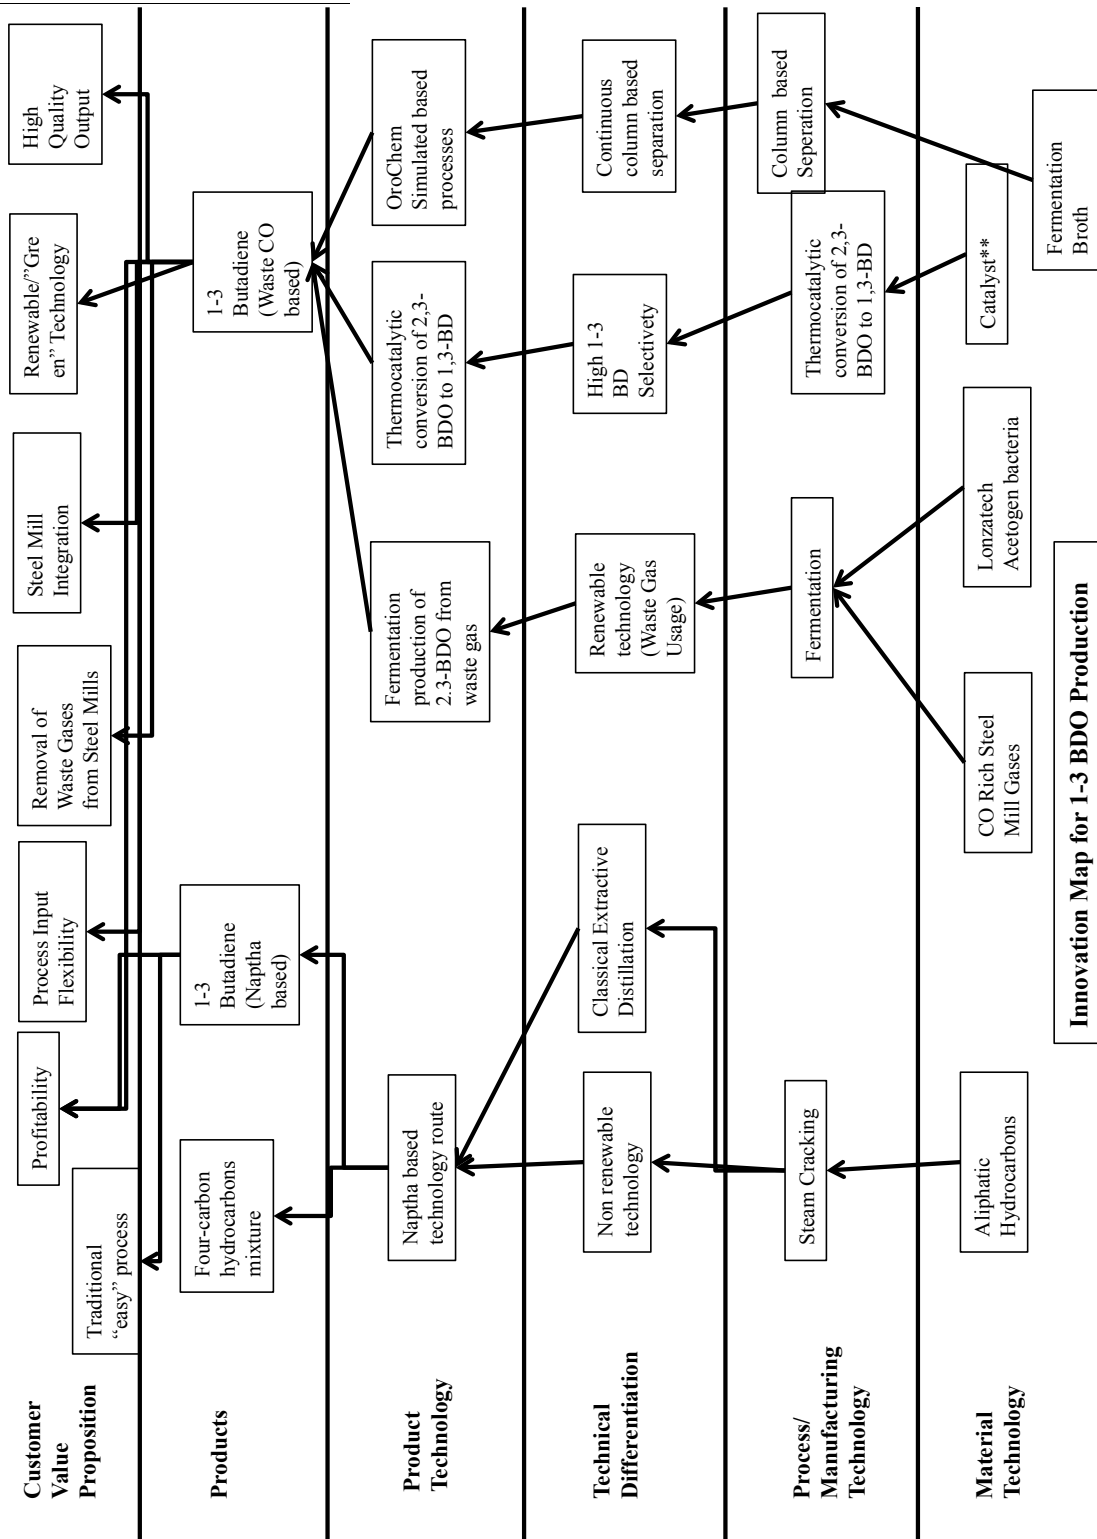 Customer
Value
Proposition
Traditional
“easy” process
Profitability
Process Input
Flexibility
Removal of
Waste Gases
from Steel Mills
Steel Mill
Integration
Renewable/”Gre
en” Technology
High
Quality
Output
Products
Four-carbon
hydrocarbons
mixture
1-3
Butadiene
(Naptha
based)
1-3
Butadiene
(Waste CO
based)
Product
Technology
Naptha based
technology route
Fermentation
production of
2.3-BDO from
waste gas
Thermocatalytic
conversion of 2,3-
BDO to 1,3-BD
OroChem
Simulated based
processes
Technical
Differentiation
Non renewable
technology
Classical Extractive
Distillation
Renewable
technology
(Waste Gas
Usage)
High 1-3
BD
Selectivety
Continuous
column based
separation
Process/
Manufacturing
Technology
Steam Cracking
Fermentation
Thermocatalytic
conversion of 2,3-
BDO to 1,3-BD
Column based
Seperation
Material
Technology
Aliphatic
Hydrocarbons
CO Rich Steel
Mill Gases
Lonzatech
Acetogen bacteria
Catalyst**
Fermentation
Broth
Innovation Map for 1-3 BDO Production